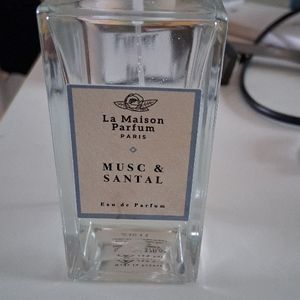 La Maison
Parfum
PARIS
MUSC &
SANTAL
Eau de Parfum